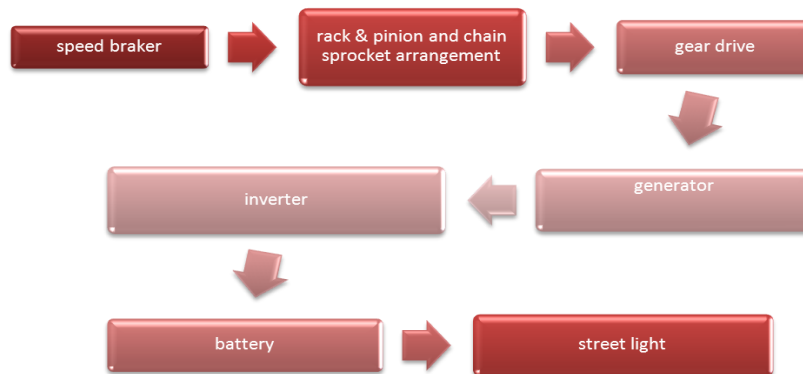 speed braker
rack & pinion and chain
sprocket arrangement
gear drive
generator
inverter
battery
street light